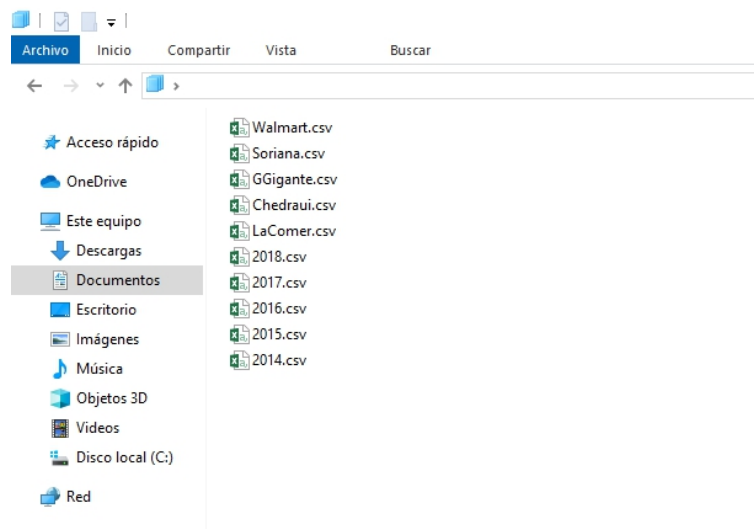 Archivo Inicio Compartir Vista Buscar
Acceso rápido
OneDrive
Este equipo
Descargas
Documentos
Escritorio
Imágenes
Música
Objetos 3D
Videos
Disco local (C:)
Red
Walmart.csv
Soriana.csv
GGigante.csv
Chedraui.csv
LaComer.csv
2018.csv
2017.csv
2016.csv
2015.csv
2014.csv